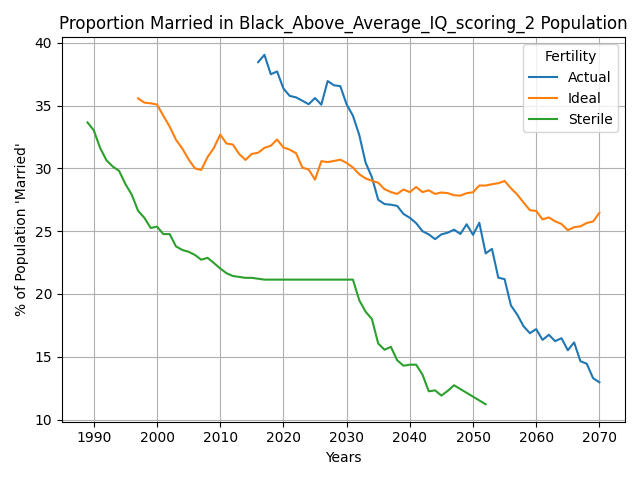 Proportion Married in Black_Above_Average_IQ_scoring_2 Population
Fertility
Actual
Ideal
Sterile
% of Population 'Married'
40
35
30
25
20
15
10
1990
2000
2010
2020
2030
2040
2050
2060
2070
Years